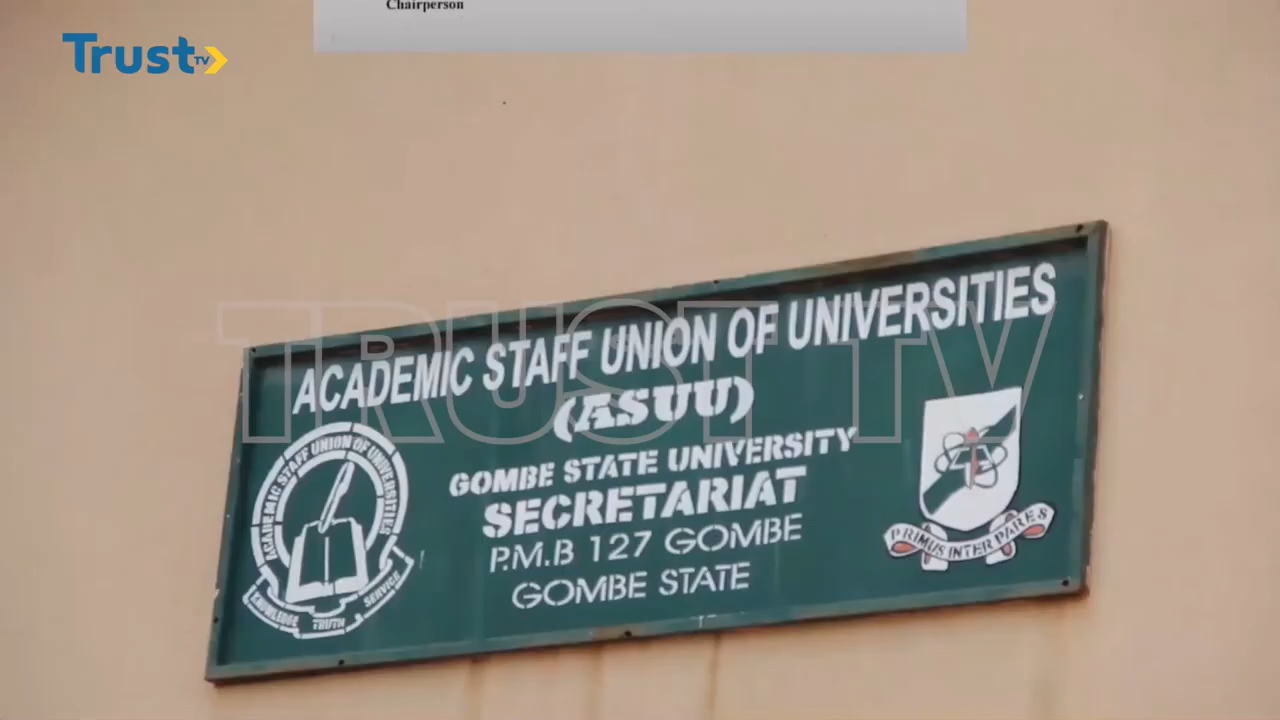 Chairperson
Trust TV
TRUST TV
ACADEMIC STAFF UNION OF UNIVERSITIES
(ASUU)
GOMBE STATE UNIVERSITY
SECRETARIAT
P.M.B 127 GOMBE
GOMBE STATE
ACADEMIC STAFF UNION OF UNIVERSITIES
KNOWLEDGE TRUTH SERVICE
PRIMUS INTER PARES